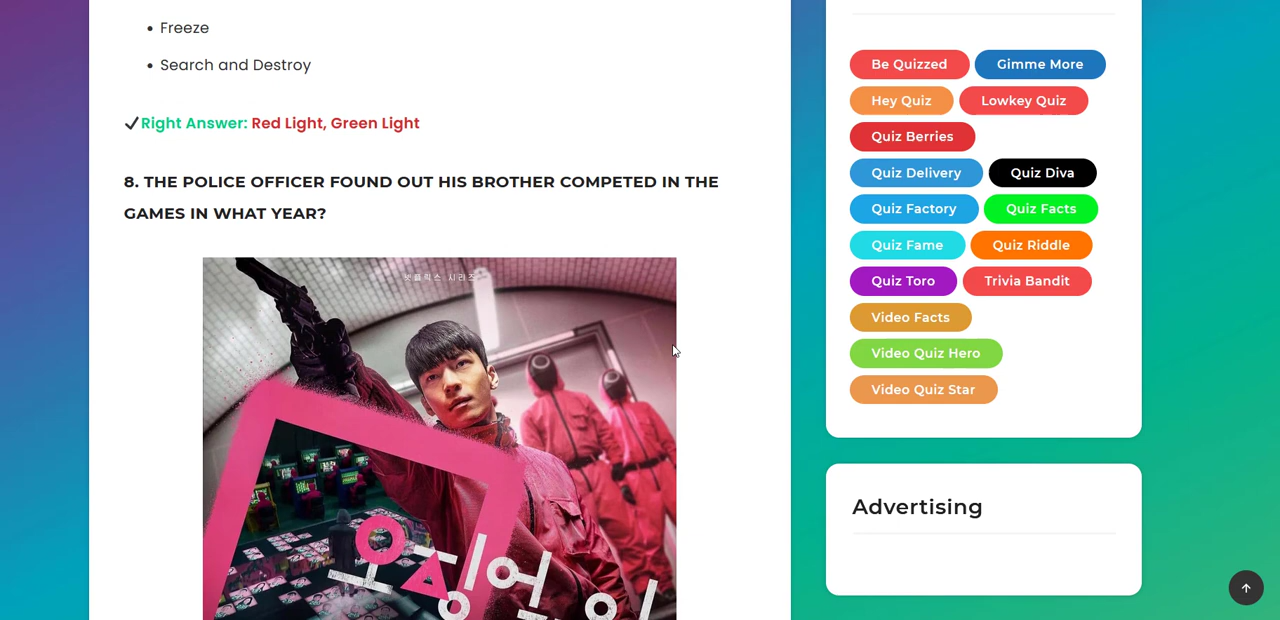 Freeze
Search and Destroy
✓Right Answer: Red Light, Green Light
8. THE POLICE OFFICER FOUND OUT HIS BROTHER COMPETED IN THE
GAMES IN WHAT YEAR?
넷플릭스 시리즈
오징어
Be Quizzed
Gimme More
Hey Quiz
Lowkey Quiz
Quiz Berries
Quiz Delivery
Quiz Diva
Quiz Factory
Quiz Facts
Quiz Fame
Quiz Riddle
Quiz Toro
Trivia Bandit
Video Facts
Video Quiz Hero
Video Quiz Star
Advertising